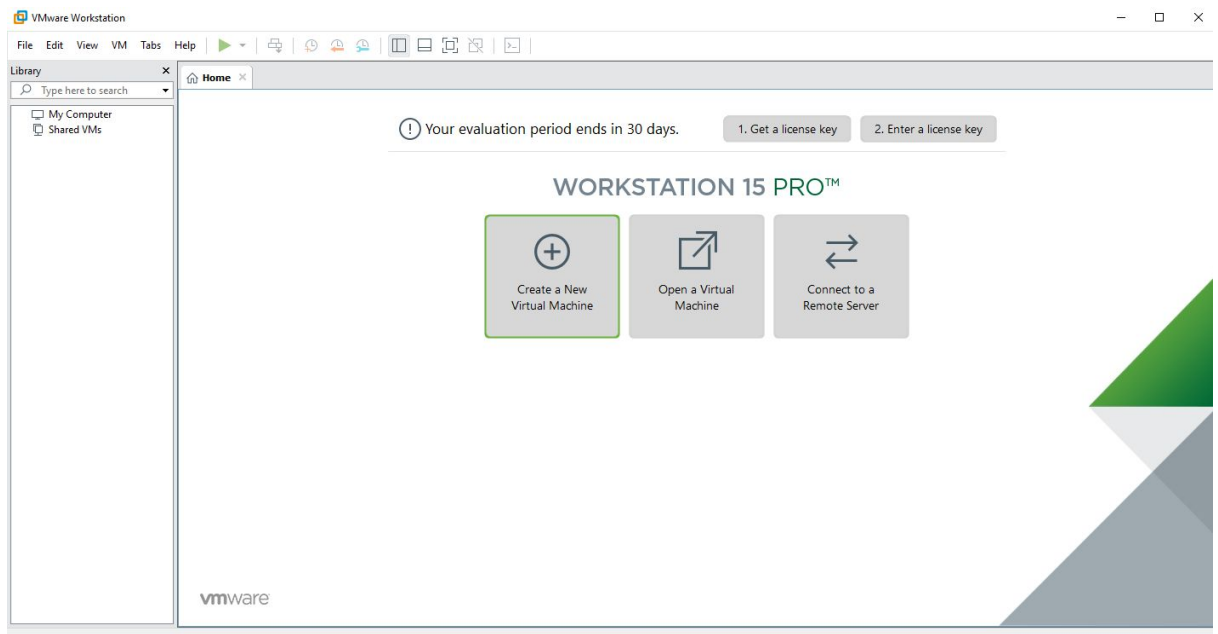 VMware Workstation
File Edit View VM Tabs Help
Library
Type here to search
My Computer
Shared VMs
Home
Your evaluation period ends in 30 days.
1. Get a license key
2. Enter a license key
WORKSTATION 15 PRO™
Create a New
Virtual Machine
Open a Virtual
Machine
Connect to a
Remote Server
vmware